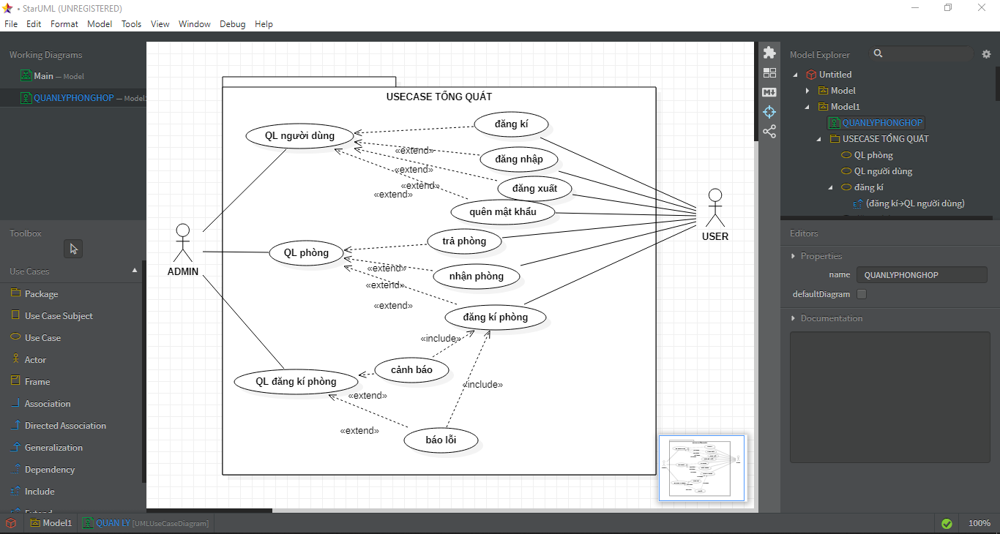 • StarUML (UNREGISTERED)
File Edit Format Model Tools View Window Debug Help
Working Diagrams
Main — Model
QUANLYPHONGHOP — Model
Toolbox
Use Cases
Package
Use Case Subject
Use Case
Actor
Frame
Association
Directed Association
Generalization
Dependency
Include
Extend
USECASE TỔNG QUÁT
QL người dùng
đăng kí
«extend»
đăng nhập
«extend»
«extend»
đăng xuất
«extend»
quên mật khẩu
USER
ADMIN
QL phòng
trả phòng
«extend»
nhận phòng
«extend»
«extend»
đăng kí phòng
«include»
cảnh báo
QL đăng kí phòng
«include»
«extend»
«extend»
báo lỗi
M
Model Explorer
Untitled
Model
Model1
QUANLYPHONGHOP
USECASE TỔNG QUÁT
QL phòng
QL người dùng
đăng kí
(đăng kí→QL người dùng)
Editors
Properties
name QUANLYPHONGHOP
defaultDiagram
Documentation
Model1 QUAN LY [UMLUseCaseDiagram]
100%